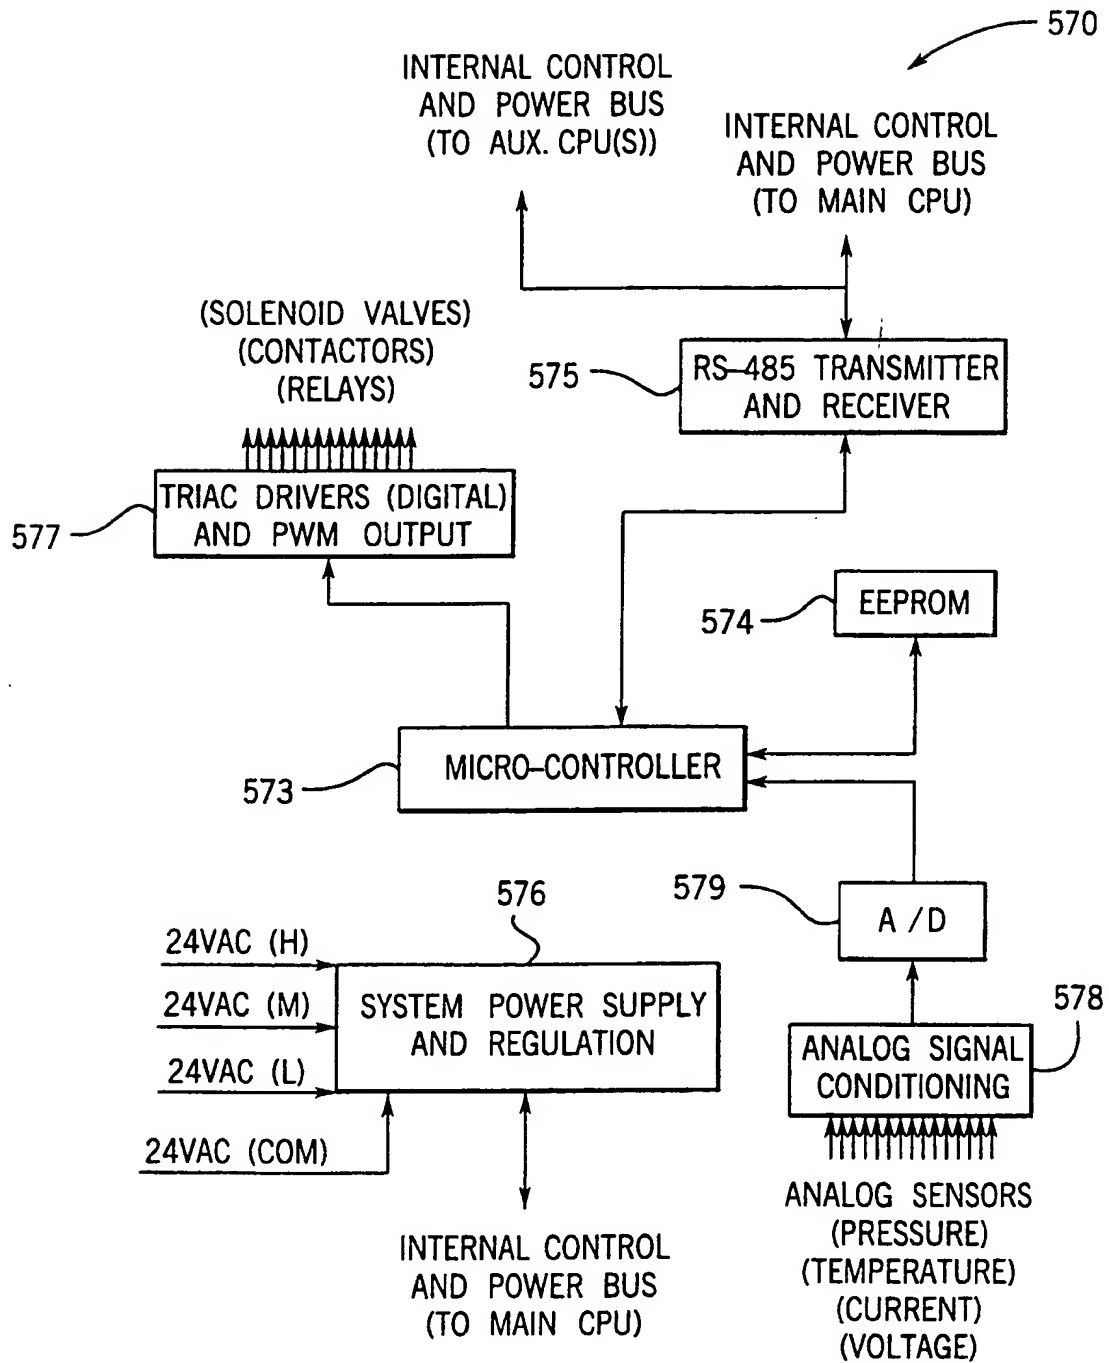 570
INTERNAL CONTROL
AND POWER BUS
(TO AUX. CPU(S))
INTERNAL CONTROL
AND POWER BUS
(TO MAIN CPU)
(SOLENOID VALVES)
(CONTACTORS)
(RELAYS)
575
RS-485 TRANSMITTER
AND RECEIVER
577
TRIAC DRIVERS (DIGITAL)
AND PWM OUTPUT
574
EEPROM
573
MICRO-CONTROLLER
579
A/D
576
24VAC (H)
24VAC (M)
24VAC (L)
24VAC (COM)
SYSTEM POWER SUPPLY
AND REGULATION
578
ANALOG SIGNAL
CONDITIONING
INTERNAL CONTROL
AND POWER BUS
(TO MAIN CPU)
ANALOG SENSORS
(PRESSURE)
(TEMPERATURE)
(CURRENT)
(VOLTAGE)